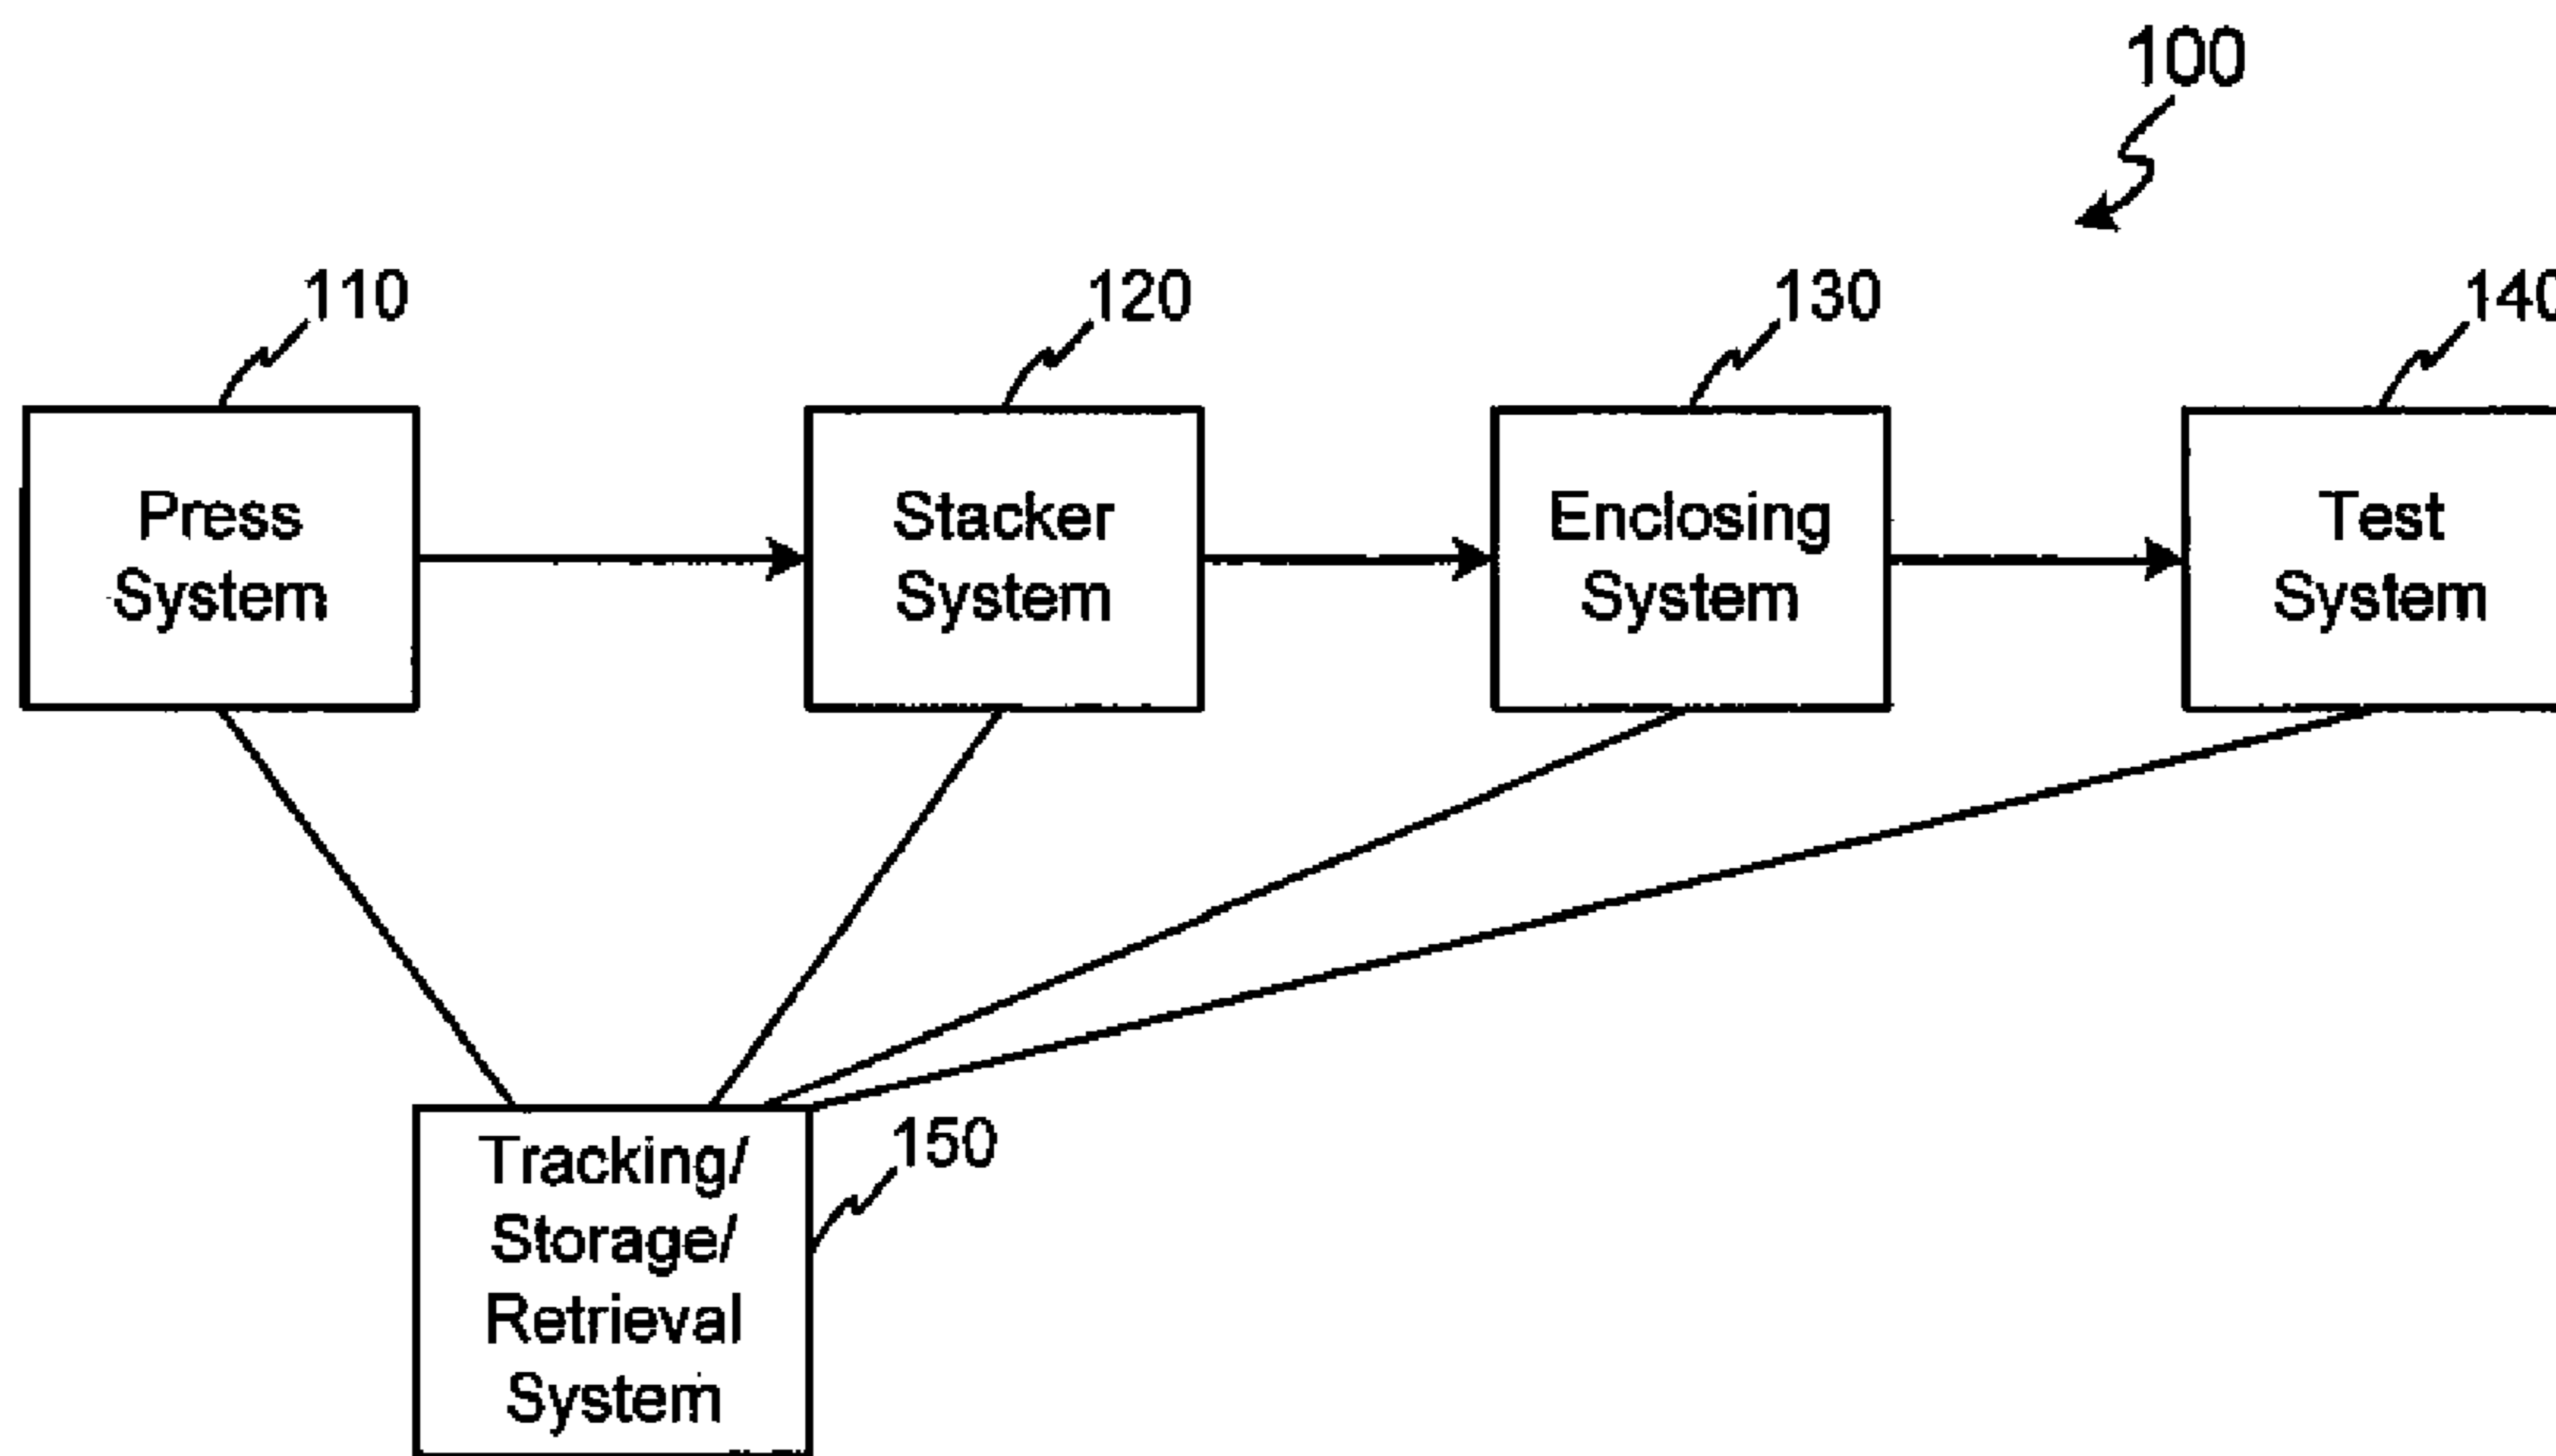 100
110
120
130
140
Press
System
Stacker
System
Enclosing
System
Test
System
150
Tracking/
Storage/
Retrieval
System